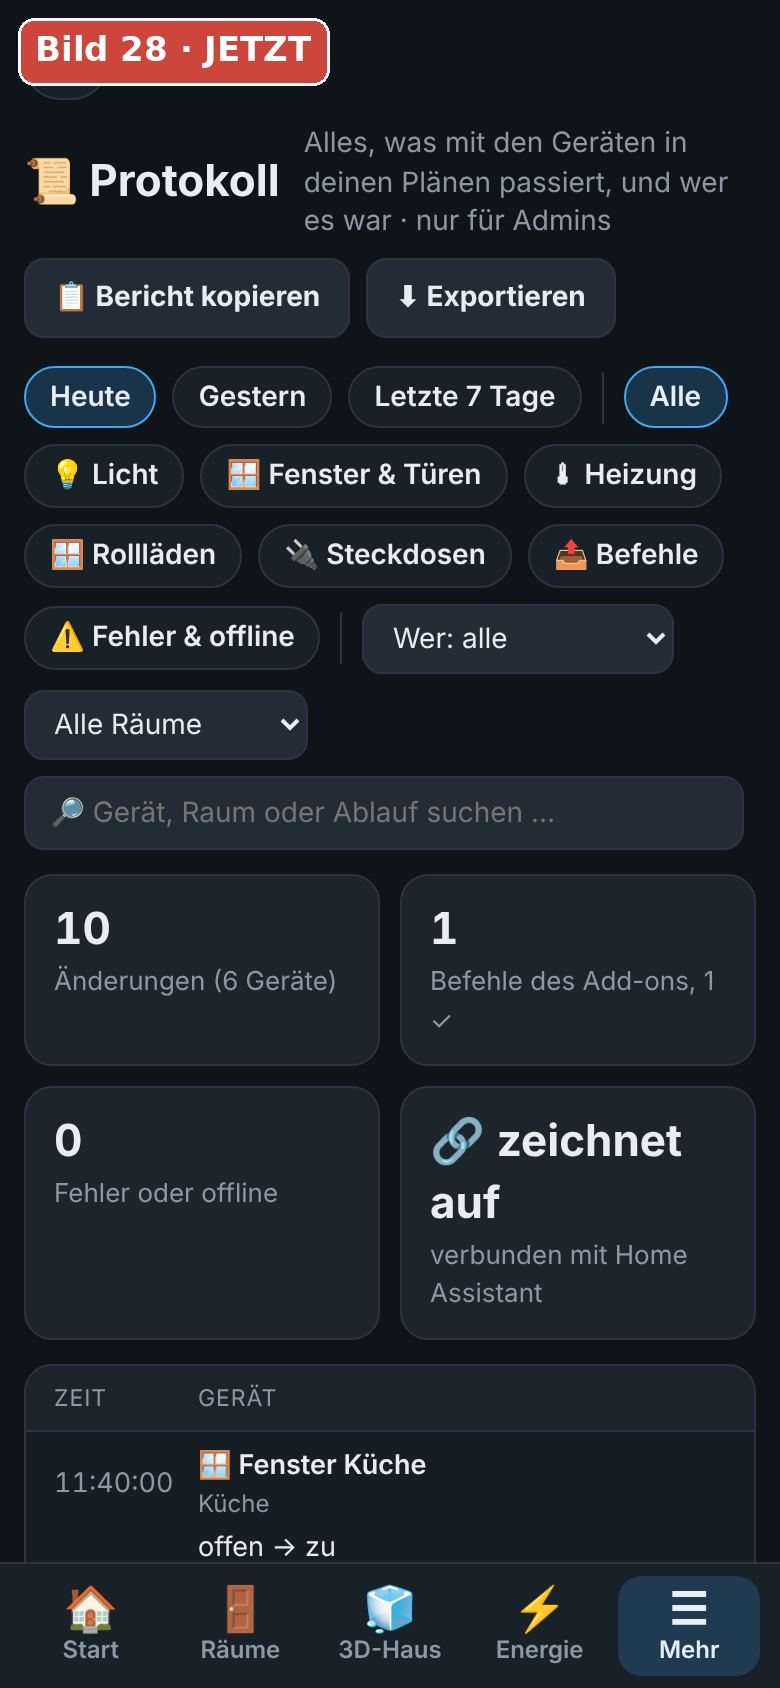 Bild 28 · JETZT
📜 Protokoll
Alles, was mit den Geräten in
deinen Plänen passiert, und wer
es war · nur für Admins
📋 Bericht kopieren
⬇ Exportieren
Heute
Gestern
Letzte 7 Tage
Alle
💡 Licht
🪟 Fenster & Türen
🌡 Heizung
🪟 Rollläden
🔌 Steckdosen
📤 Befehle
⚠️ Fehler & offline
Wer: alle
Alle Räume
🔎 Gerät, Raum oder Ablauf suchen ...
10
Änderungen (6 Geräte)
1
Befehle des Add-ons, 1
✓
0
Fehler oder offline
🔗 zeichnet
auf
verbunden mit Home
Assistant
ZEIT
GERÄT
11:40:00
🪟 Fenster Küche
Küche
offen → zu
Start
Räume
3D-Haus
Energie
Mehr